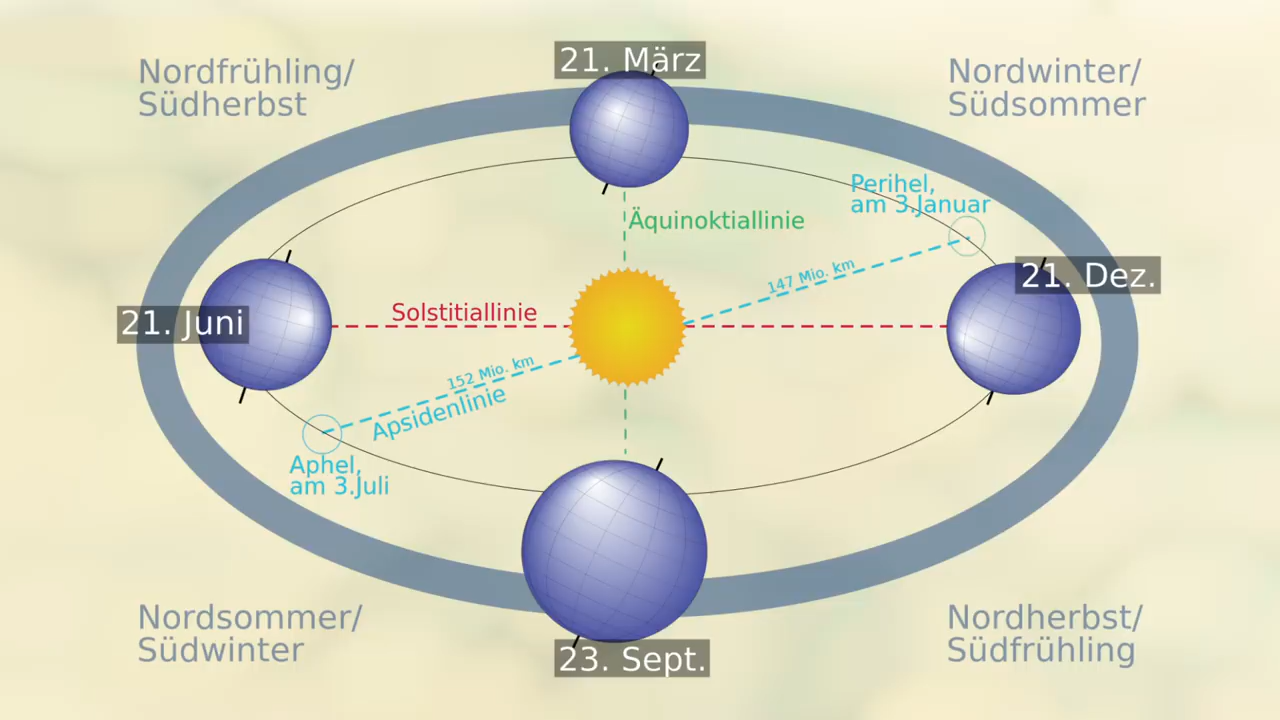 21. März
Nordfrühling/
Südherbst
Nordwinter/
Südsommer
Perihel,
am 3.Januar
Äquinoktiallinie
147 Mio. km
21. Dez.
Solstitiallinie
21. Juni
152 Mio. km
Apsidenlinie
Aphel,
am 3.Juli
Nordsommer/
Südwinter
Nordherbst/
Südfrühling
23. Sept.